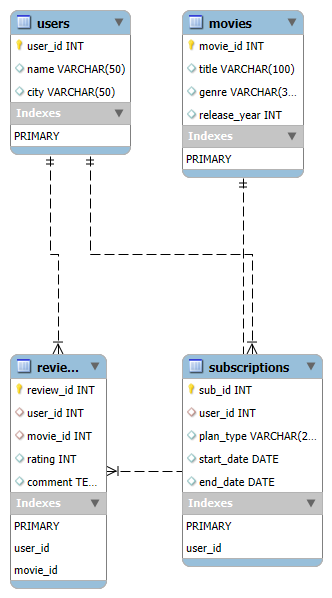 users
user_id INT
name VARCHAR(50)
city VARCHAR(50)
Indexes
PRIMARY
movies
movie_id INT
title VARCHAR(100)
genre VARCHAR(3...
release_year INT
Indexes
PRIMARY
revie...
review_id INT
user_id INT
movie_id INT
rating INT
comment TE...
Indexes
PRIMARY
user_id
movie_id
subscriptions
sub_id INT
user_id INT
plan_type VARCHAR(2...
start_date DATE
end_date DATE
Indexes
PRIMARY
user_id